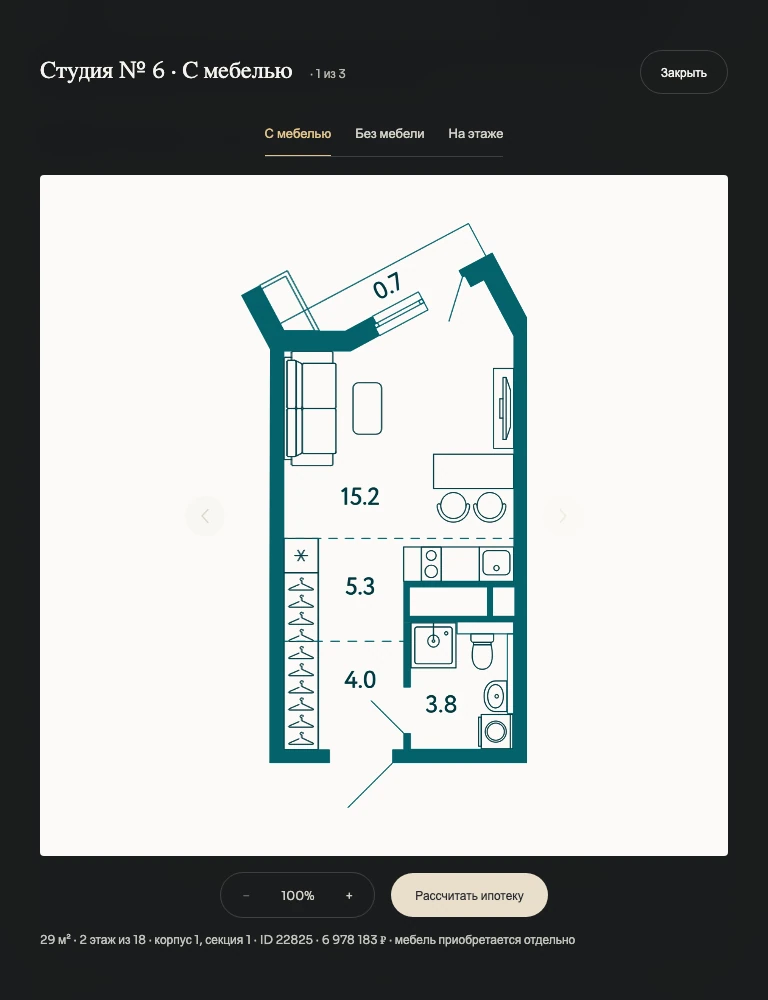 Студия № 6 · С мебелью · 1 из 3
Закрыть
С мебелью Без мебели На этаже
0.7
15.2
5.3
4.0
3.8
− 100% +
Рассчитать ипотеку
29 м² · 2 этаж из 18 · корпус 1, секция 1 · ID 22825 · 6 978 183 ₽ · мебель приобретается отдельно